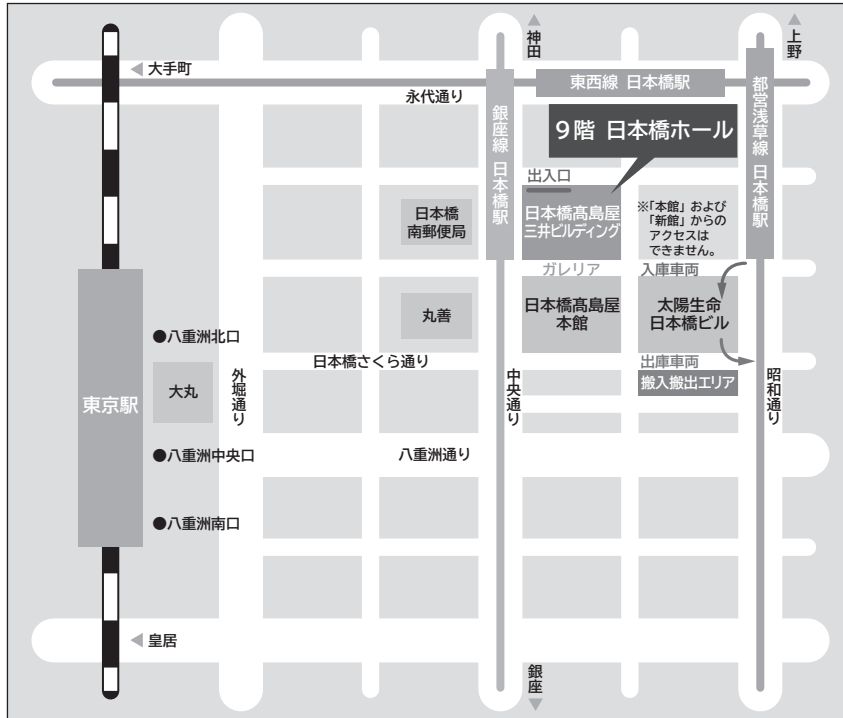 神田
上野
大手町
東西線 日本橋駅
永代通り
銀座線 日本橋駅
都営浅草線 日本橋駅
9階 日本橋ホール
出入口
日本橋
南郵便局
日本橋髙島屋
三井ビルディング
※「本館」および
「新館」からの
アクセスは
できません。
ガレリア
入庫車両
丸善
日本橋髙島屋
本館
太陽生命
日本橋ビル
●八重洲北口
日本橋さくら通り
出庫車両
搬入搬出エリア
東京駅
大丸
外堀通り
中央通り
昭和通り
●八重洲中央口
八重洲通り
●八重洲南口
皇居
銀座